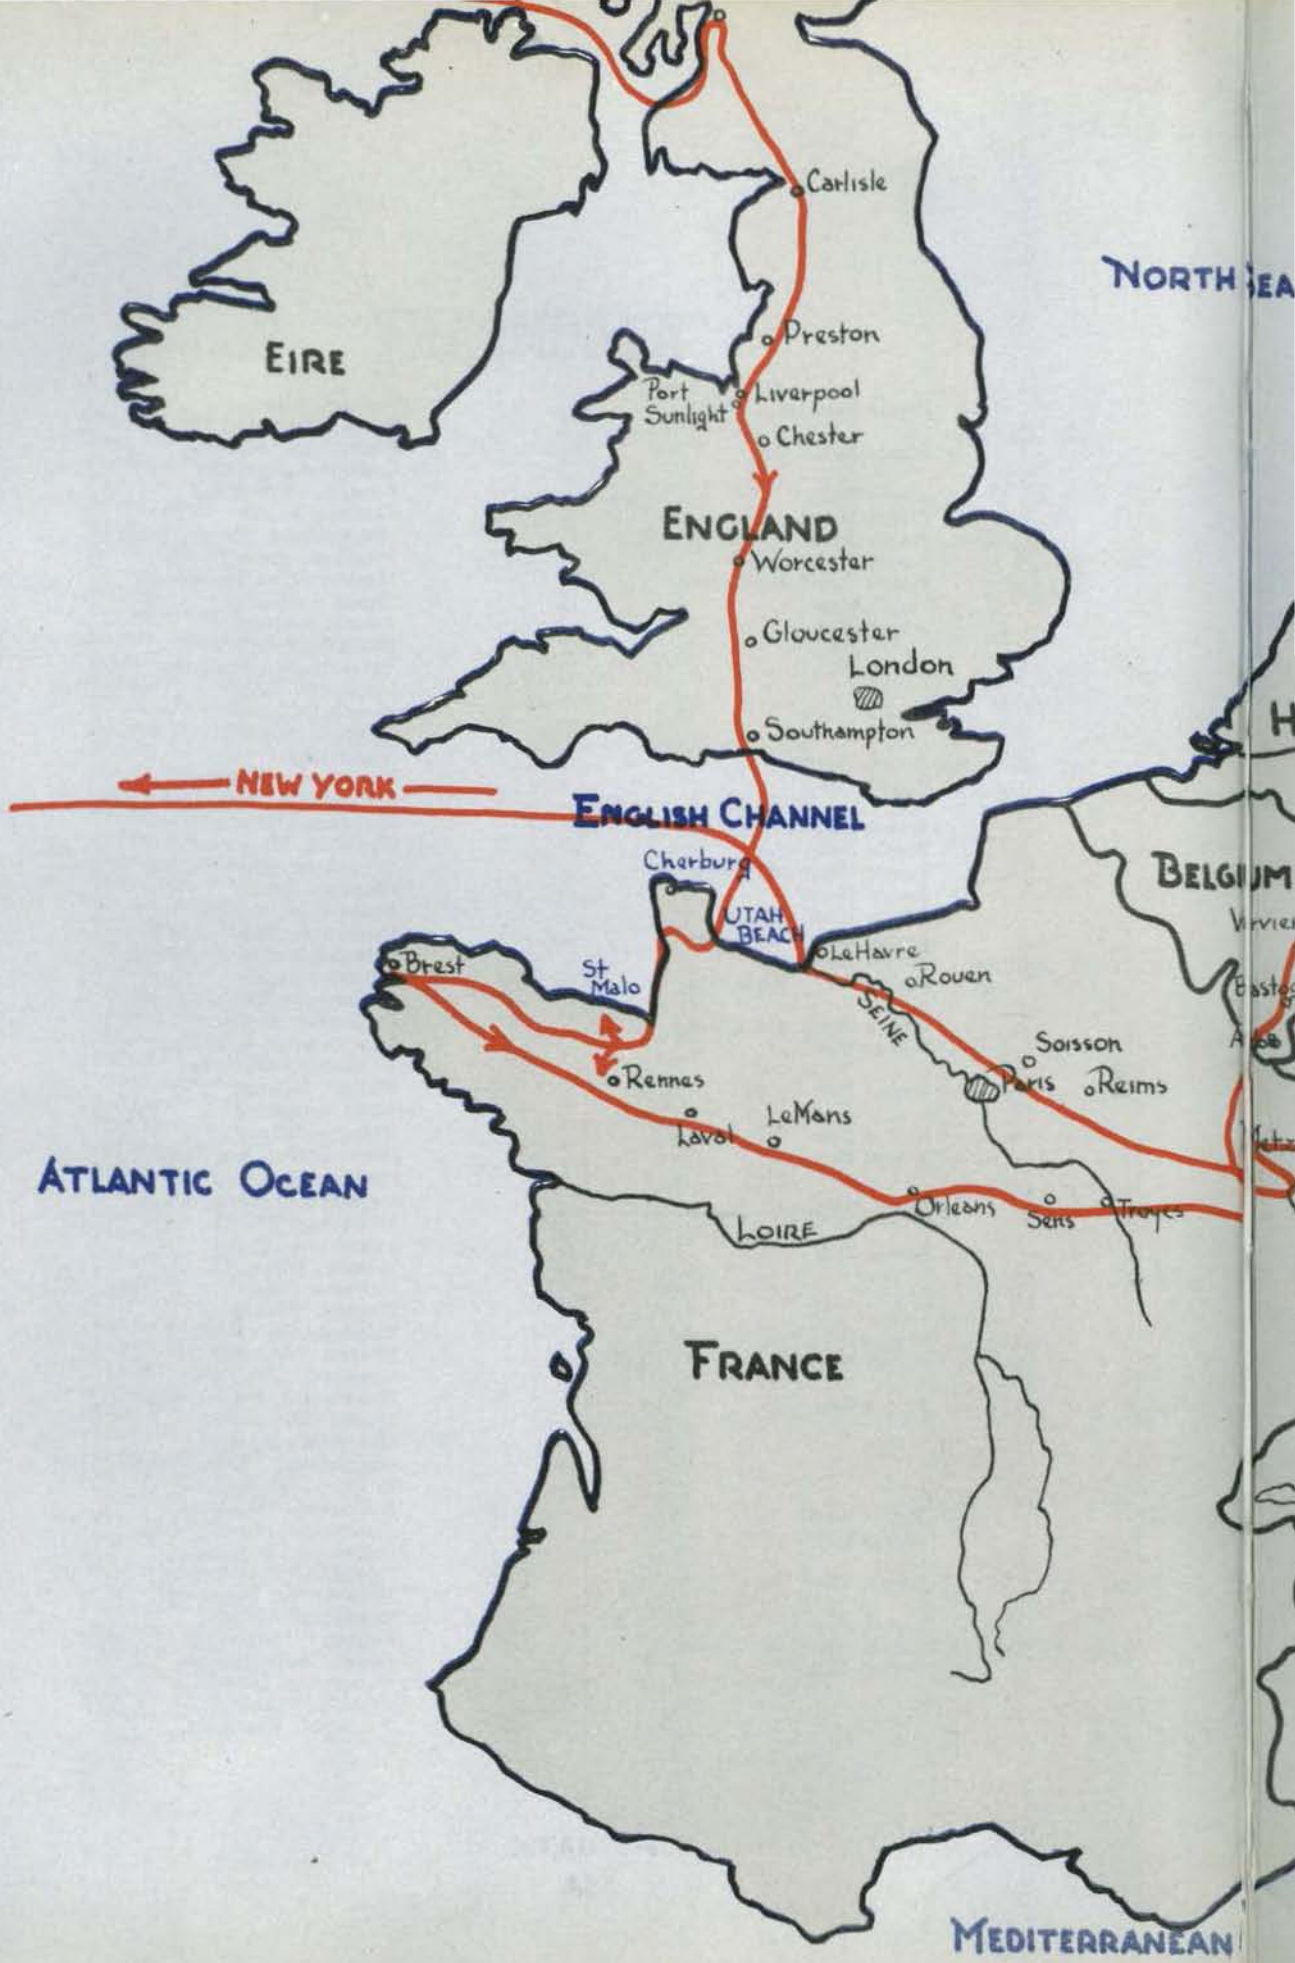 Carlisle
NORTH SEA
Preston
EIRE
Port
Sunlight
Liverpool
Chester
ENGLAND
Worcester
Gloucester
London
Southampton
H
NEW YORK
ENGLISH CHANNEL
Cherburg
BELGIUM
UTAH
BEACH
LeHavre
Brest
St
Malo
Rouen
SEINE
Soisson
Paris
Reims
Rennes
Laval
LeMans
ATLANTIC OCEAN
Orleans
Sens
Troyes
LOIRE
FRANCE
MEDITERRANEAN